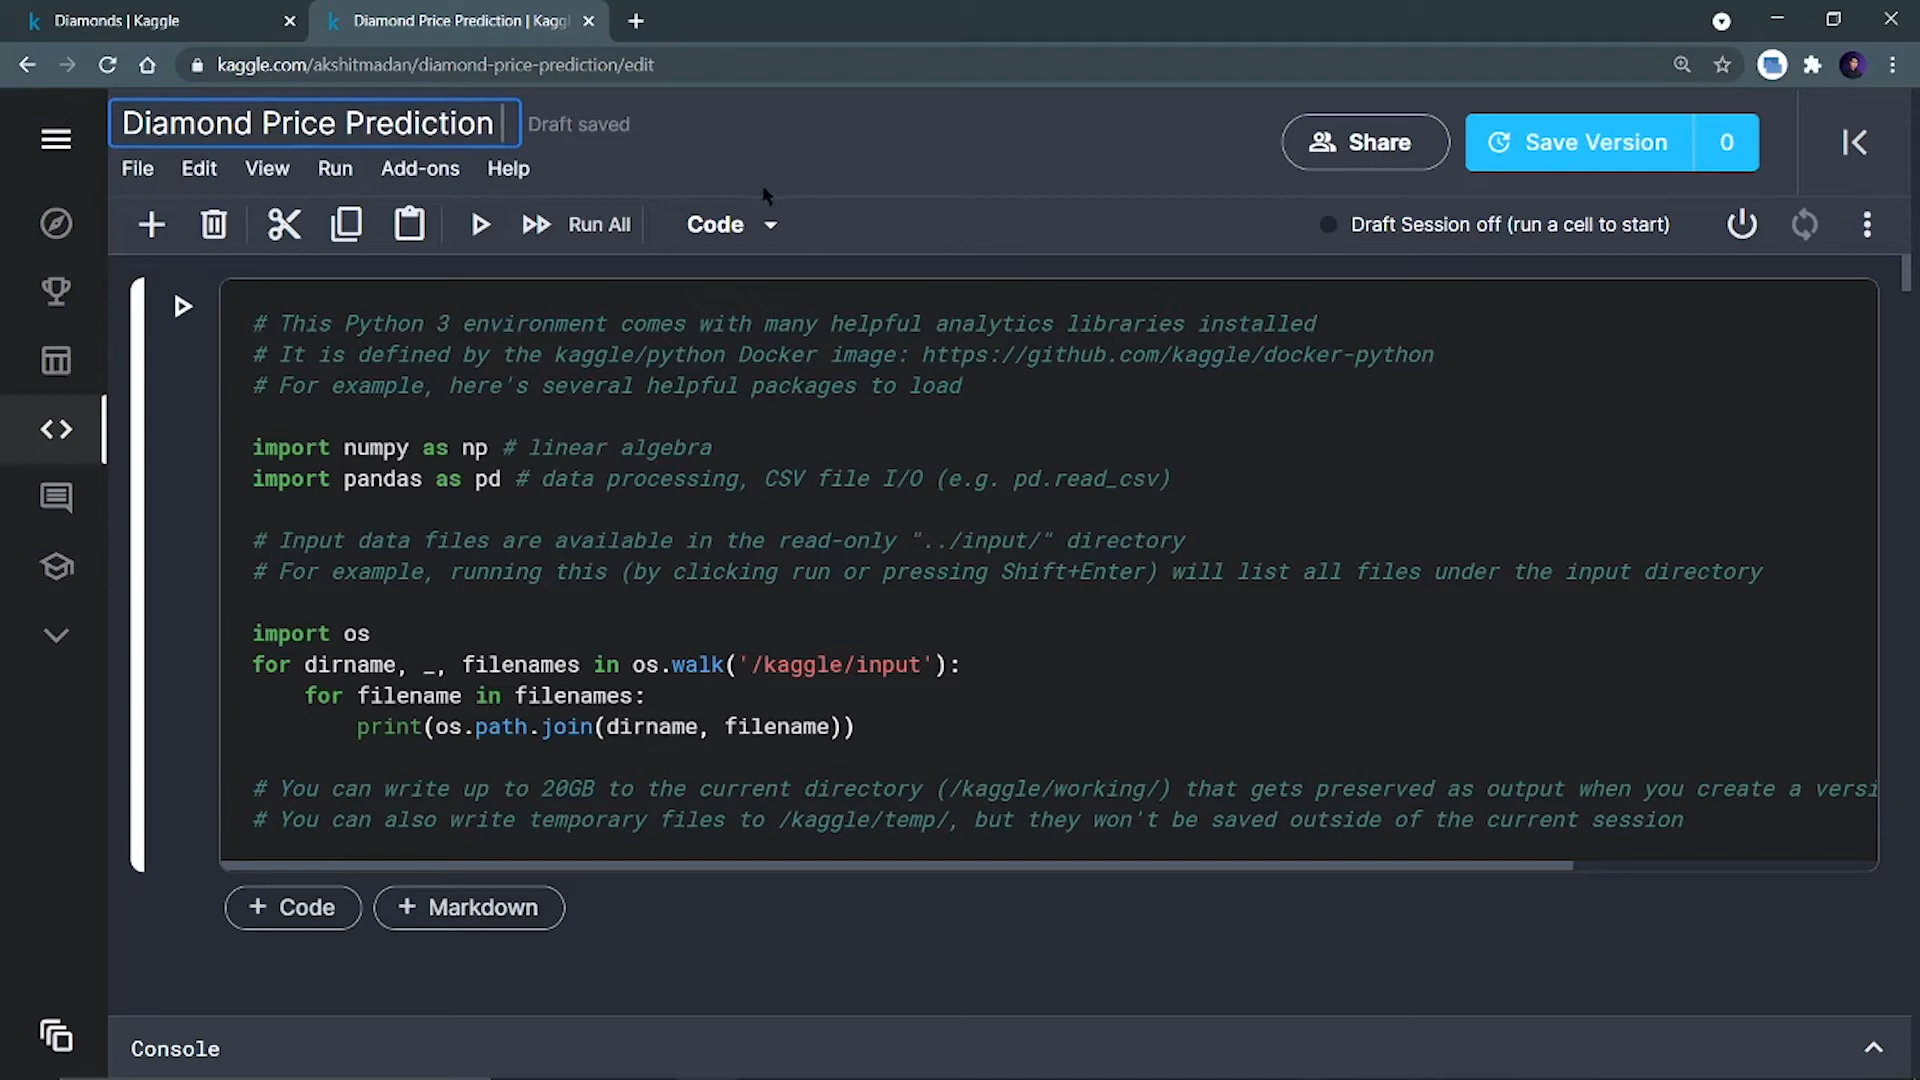 Diamonds | Kaggle
Diamond Price Prediction | Kagg
kaggle.com/akshitmadan/diamond-price-prediction/edit
Diamond Price Prediction
Draft saved
Share
Save Version
0
File Edit View Run Add-ons Help
Run All
Code
Draft Session off (run a cell to start)
# This Python 3 environment comes with many helpful analytics libraries installed
# It is defined by the kaggle/python Docker image: https://github.com/kaggle/docker-python
# For example, here's several helpful packages to load
import numpy as np # linear algebra
import pandas as pd # data processing, CSV file I/O (e.g. pd.read_csv)
# Input data files are available in the read-only "../input/" directory
# For example, running this (by clicking run or pressing Shift+Enter) will list all files under the input directory
import os
for dirname, _, filenames in os.walk('/kaggle/input'):
    for filename in filenames:
        print(os.path.join(dirname, filename))
# You can write up to 20GB to the current directory (/kaggle/working/) that gets preserved as output when you create a versi
# You can also write temporary files to /kaggle/temp/, but they won't be saved outside of the current session
+ Code
+ Markdown
Console